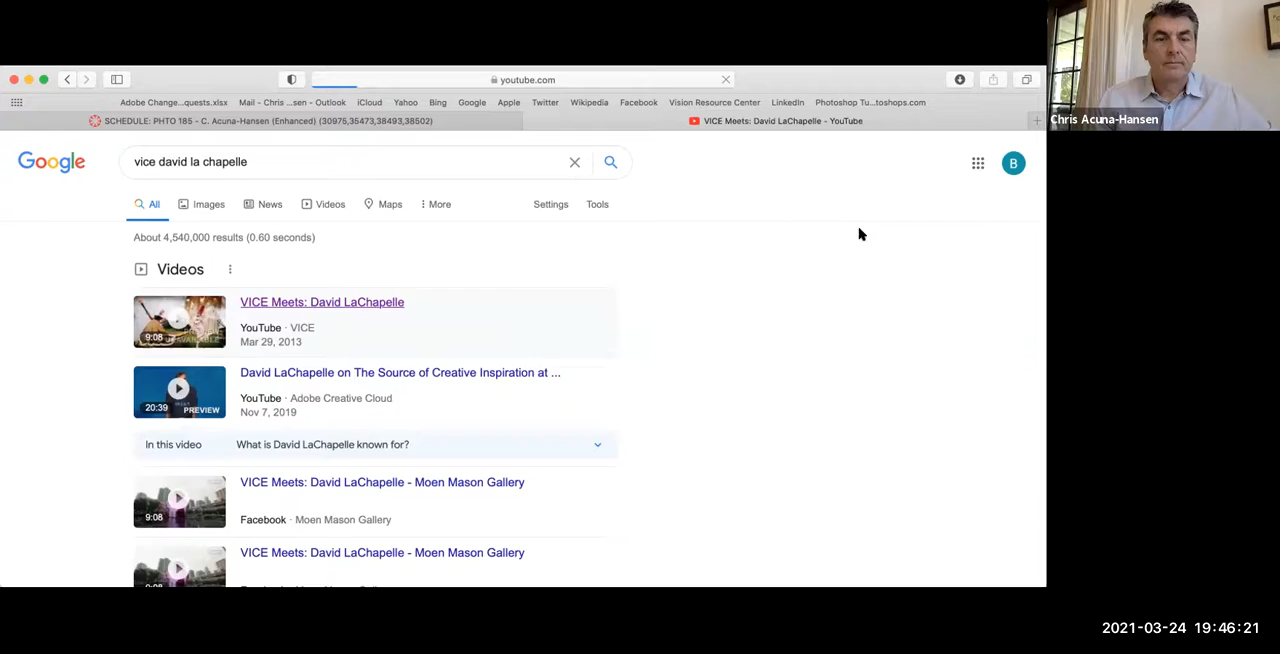 youtube.com
Adobe Change...quests.xlsx Mail - Chris ...sen - Outlook iCloud Yahoo Bing Google Apple Twitter Wikipedia Facebook Vision Resource Center LinkedIn Photoshop Tu...toshops.com
SCHEDULE: PHTO 185 - C. Acuna-Hansen (Enhanced) (30975,35473,38493,38502) VICE Meets: David LaChapelle - YouTube
Chris Acuna-Hansen
Google vice david la chapelle B
All Images News Videos Maps More Settings Tools
About 4,540,000 results (0.60 seconds)
Videos
VICE Meets: David LaChapelle
YouTube · VICE
9:08
Mar 29, 2013
David LaChapelle on The Source of Creative Inspiration at ...
YouTube · Adobe Creative Cloud
20:39 PREVIEW
Nov 7, 2019
In this video What is David LaChapelle known for?
VICE Meets: David LaChapelle - Moen Mason Gallery
9:08
Facebook · Moen Mason Gallery
VICE Meets: David LaChapelle - Moen Mason Gallery
2021-03-24 19:46:21